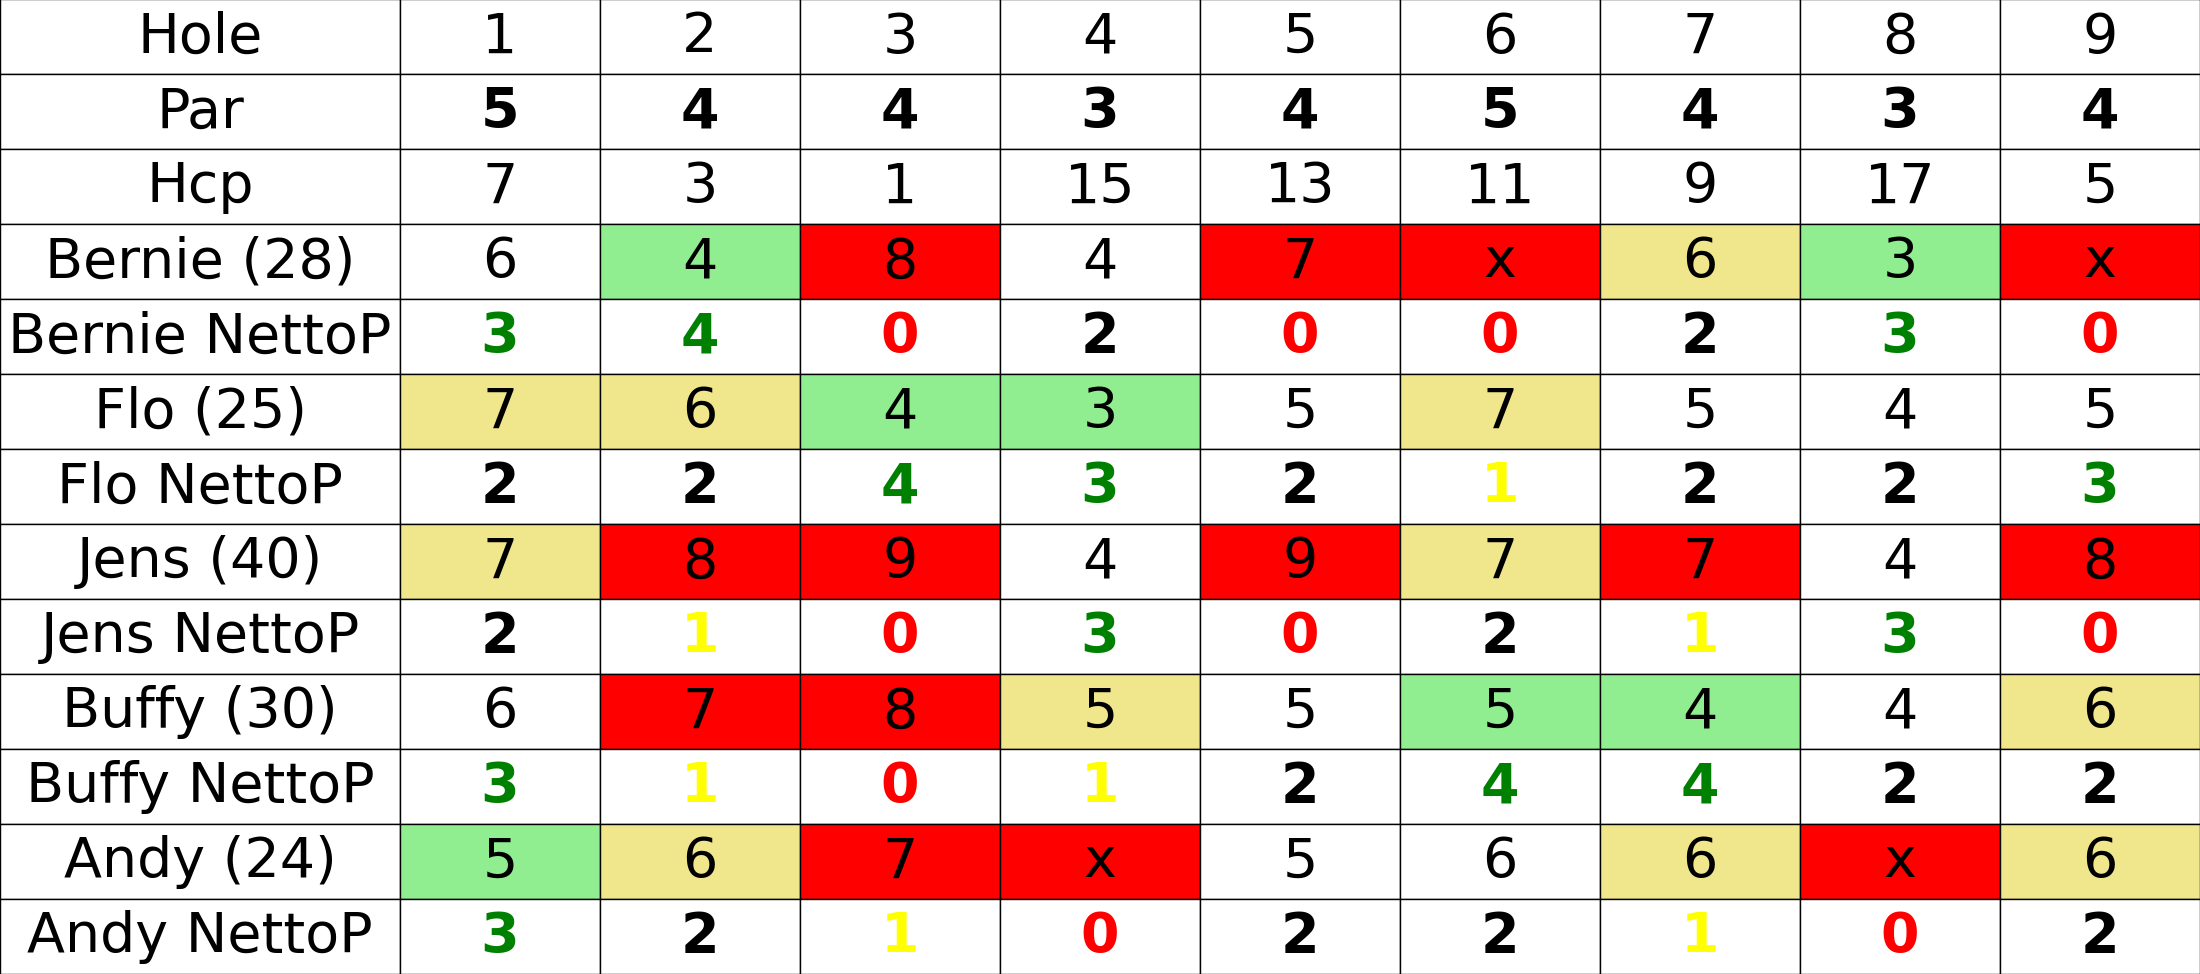 Hole 1 2 3 4 5 6 7 8 9
Par 5 4 4 3 4 5 4 3 4
Hcp 7 3 1 15 13 11 9 17 5
Bernie (28) 6 4 8 4 7 x 6 3 x
Bernie NettoP 3 4 0 2 0 0 2 3 0
Flo (25) 7 6 4 3 5 7 5 4 5
Flo NettoP 2 2 4 3 2 1 2 2 3
Jens (40) 7 8 9 4 9 7 7 4 8
Jens NettoP 2 1 0 3 0 2 1 3 0
Buffy (30) 6 7 8 5 5 5 4 4 6
Buffy NettoP 3 1 0 1 2 4 4 2 2
Andy (24) 5 6 7 x 5 6 6 x 6
Andy NettoP 3 2 1 0 2 2 1 0 2